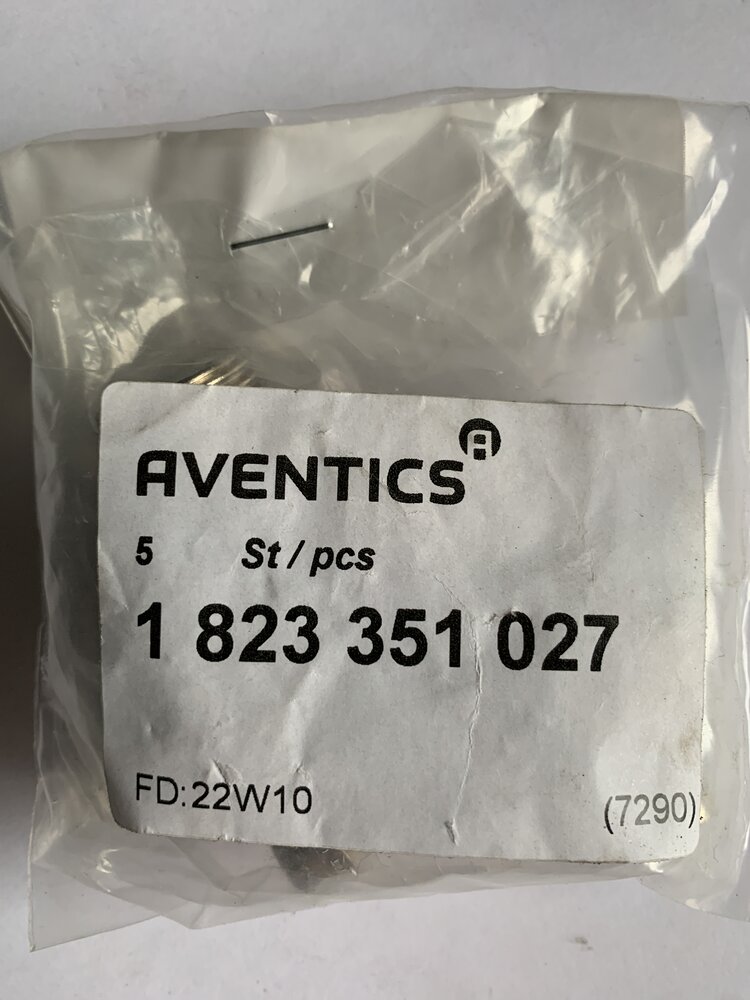 AVENTICS A
5 St / pcs
1 823 351 027
FD:22W10
(7290)